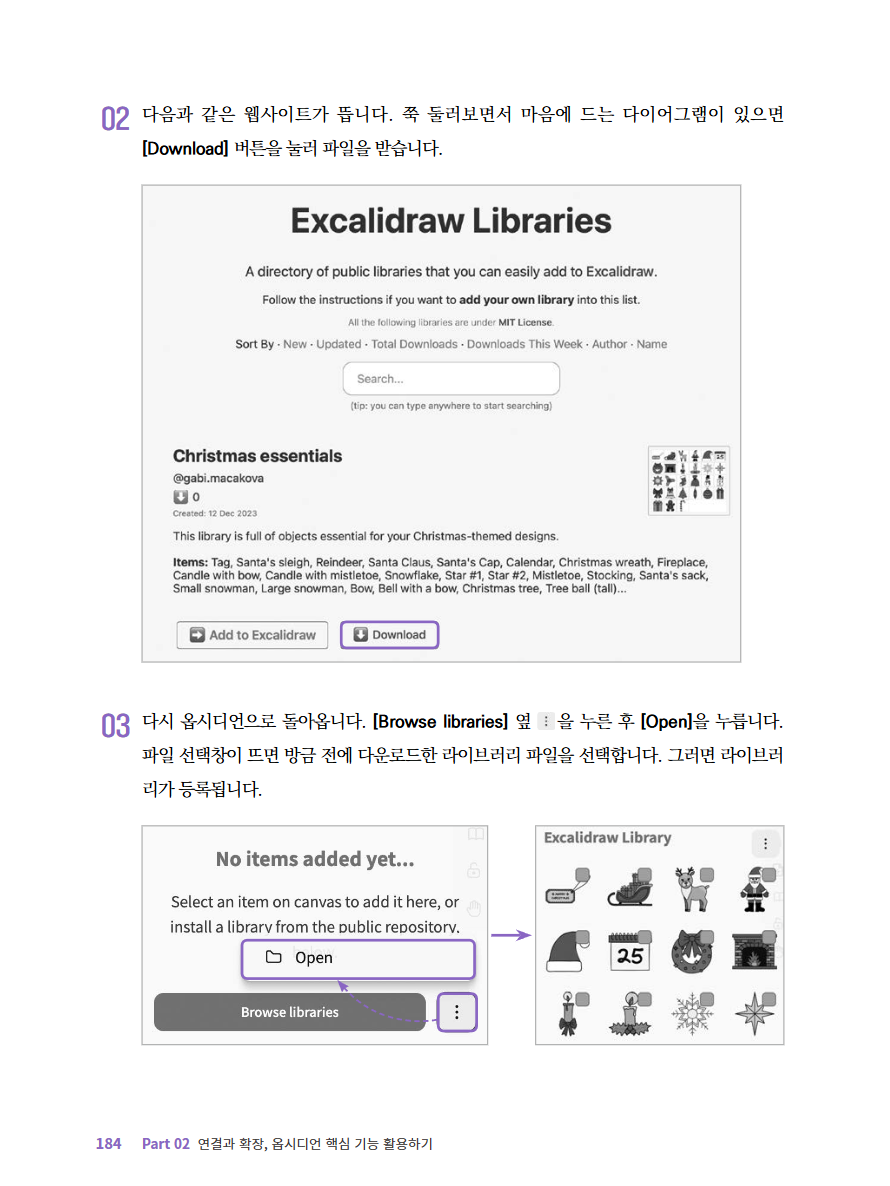 02 다음과 같은 웹사이트가 뜹니다. 쭉 둘러보면서 마음에 드는 다이어그램이 있으면
[Download] 버튼을 눌러 파일을 받습니다.
Excalidraw Libraries
A directory of public libraries that you can easily add to Excalidraw.
Follow the instructions if you want to add your own library into this list.
All the following libraries are under MIT License.
Sort By · New · Updated · Total Downloads · Downloads This Week · Author · Name
Search...
(tip: you can type anywhere to start searching)
Christmas essentials
@gabi.macakova
0
Created: 12 Dec 2023
This library is full of objects essential for your Christmas-themed designs.
Items: Tag, Santa's sleigh, Reindeer, Santa Claus, Santa's Cap, Calendar, Christmas wreath, Fireplace,
Candle with bow, Candle with mistletoe, Snowflake, Star #1, Star #2, Mistletoe, Stocking, Santa's sack,
Small snowman, Large snowman, Bow, Bell with a bow, Christmas tree, Tree ball (tall)...
Add to Excalidraw
Download
03 다시 옵시디언으로 돌아옵니다. [Browse libraries] 옆 ⋮ 을 누른 후 [Open]을 누릅니다.
파일 선택창이 뜨면 방금 전에 다운로드한 라이브러리 파일을 선택합니다. 그러면 라이브러
리가 등록됩니다.
No items added yet...
Select an item on canvas to add it here, or
install a library from the public repository,
Open
Browse libraries
Excalidraw Library
25
184 Part 02 연결과 확장, 옵시디언 핵심 기능 활용하기